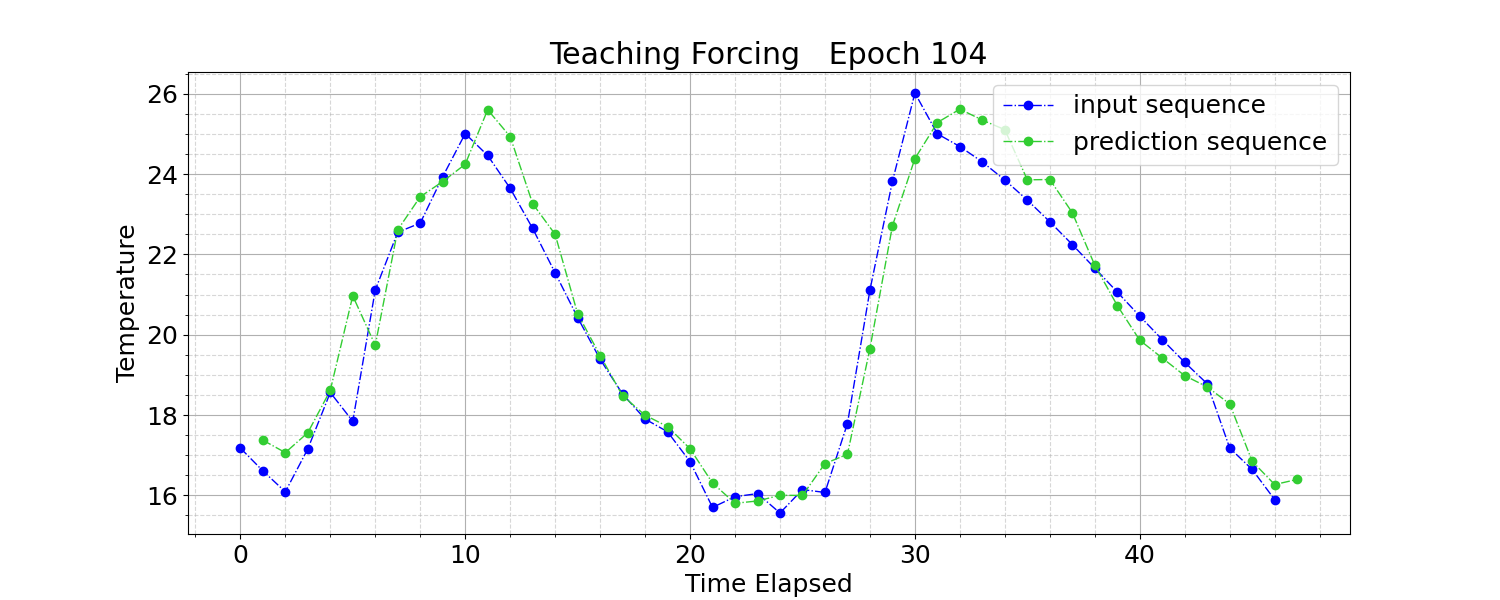 Teaching Forcing   Epoch 104
input sequence
prediction sequence
26
24
22
20
18
16
Temperature
0 10 20 30 40
Time Elapsed